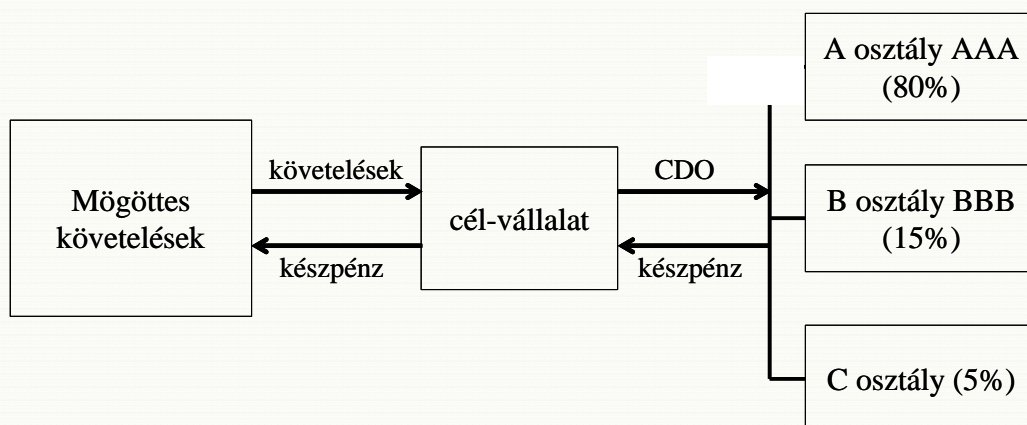 Mögöttes
követelések
követelések
készpénz
cél-vállalat
CDO
készpénz
A osztály AAA
(80%)
B osztály BBB
(15%)
C osztály (5%)